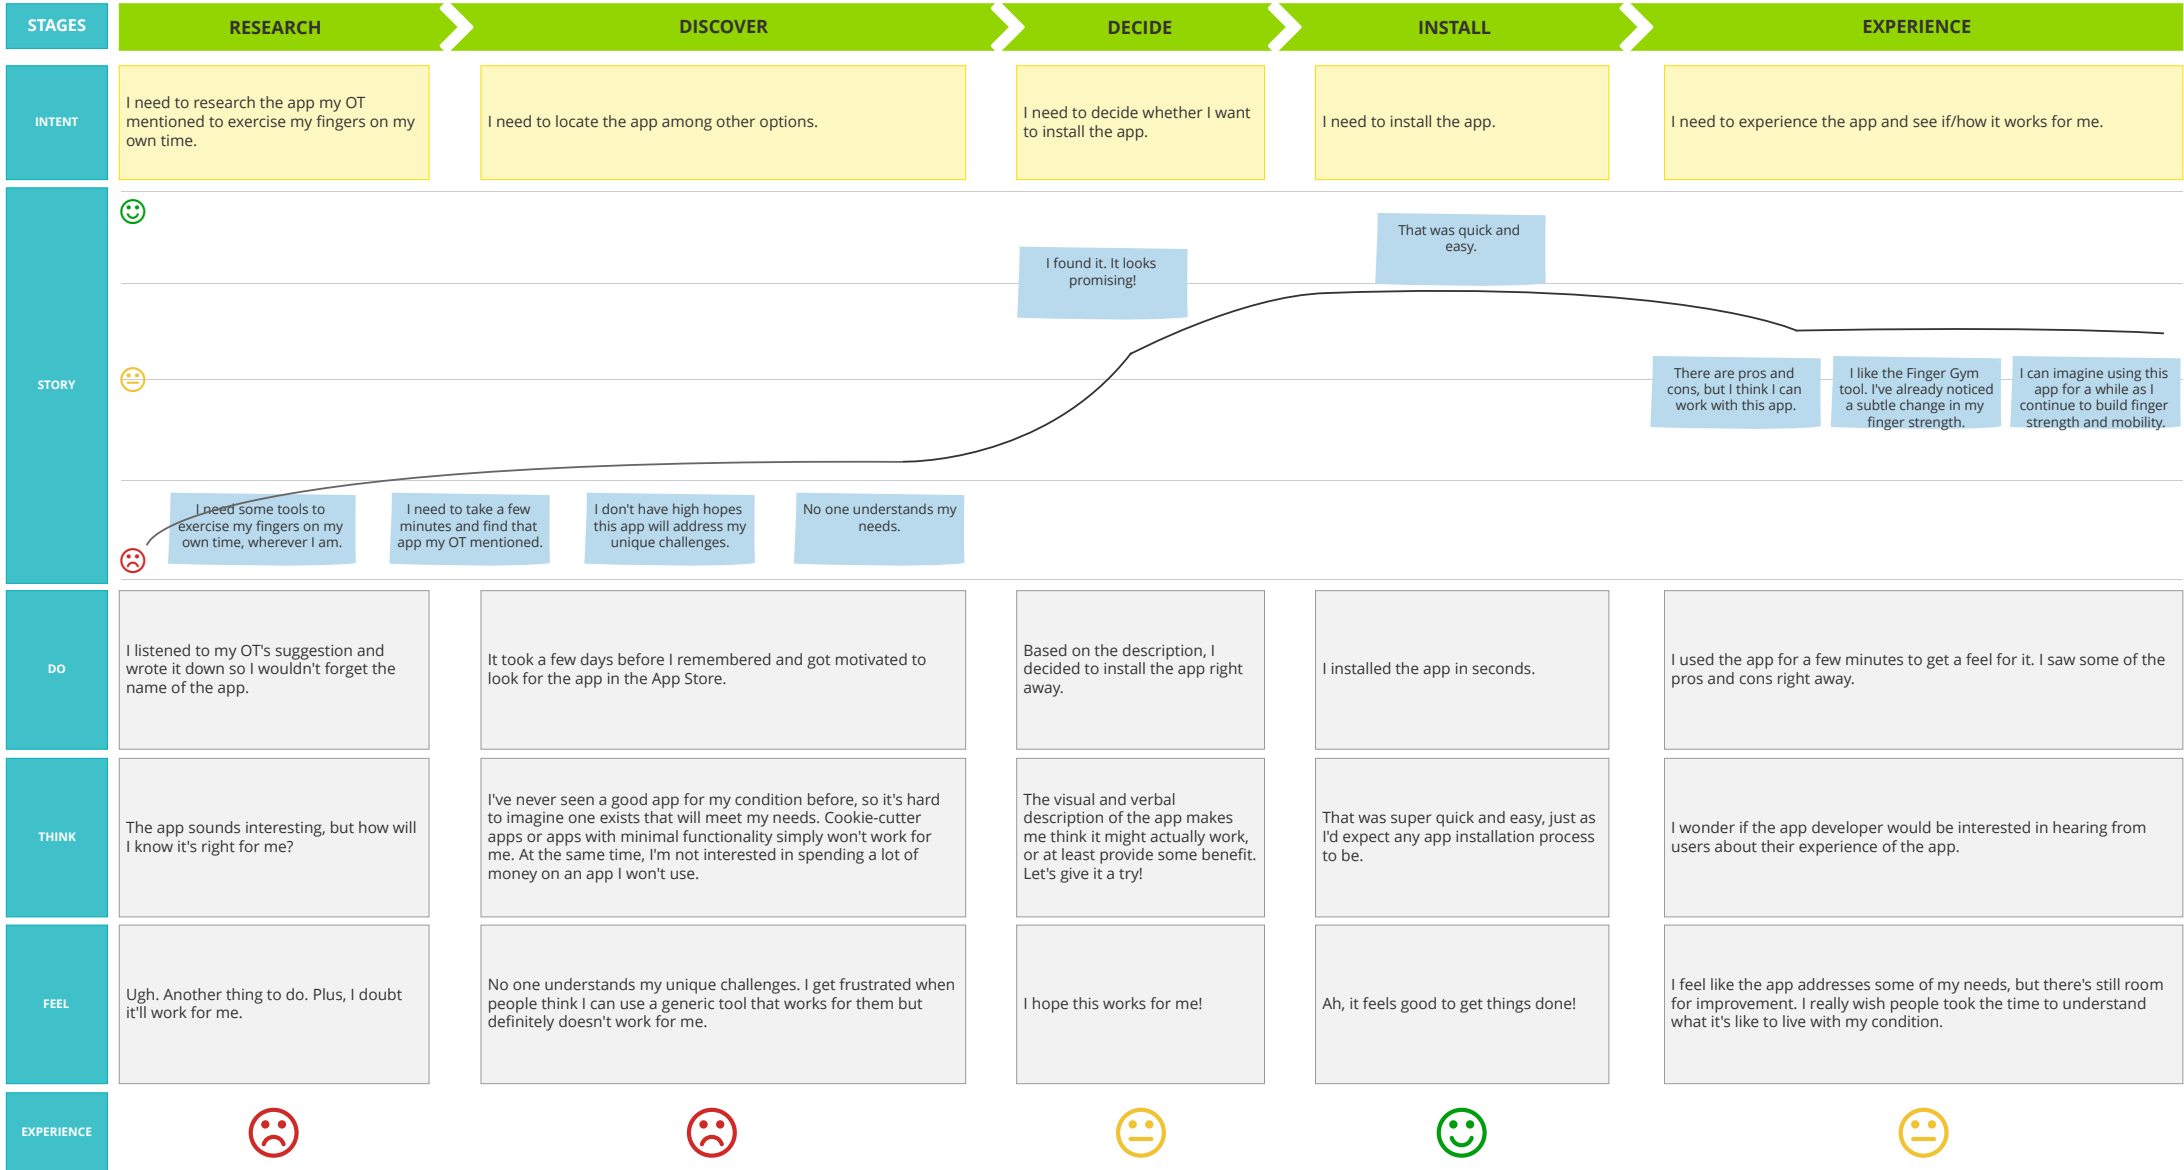 STAGES
RESEARCH
DISCOVER
DECIDE
INSTALL
EXPERIENCE
INTENT
I need to research the app my OT
mentioned to exercise my fingers on my
own time.
I need to locate the app among other options.
I need to decide whether I want
to install the app.
I need to install the app.
I need to experience the app and see if/how it works for me.
STORY
I need some tools to
exercise my fingers on my
own time, wherever I am.
I need to take a few
minutes and find that
app my OT mentioned.
I don't have high hopes
this app will address my
unique challenges.
No one understands my
needs.
I found it. It looks
promising!
That was quick and
easy.
There are pros and
cons, but I think I can
work with this app.
I like the Finger Gym
tool. I've already noticed
a subtle change in my
finger strength.
I can imagine using this
app for a while as I
continue to build finger
strength and mobility.
DO
I listened to my OT's suggestion and
wrote it down so I wouldn't forget the
name of the app.
It took a few days before I remembered and got motivated to
look for the app in the App Store.
Based on the description, I
decided to install the app right
away.
I installed the app in seconds.
I used the app for a few minutes to get a feel for it. I saw some of the
pros and cons right away.
THINK
The app sounds interesting, but how will
I know it's right for me?
I've never seen a good app for my condition before, so it's hard
to imagine one exists that will meet my needs. Cookie-cutter
apps or apps with minimal functionality simply won't work for
me. At the same time, I'm not interested in spending a lot of
money on an app I won't use.
The visual and verbal
description of the app makes
me think it might actually work,
or at least provide some benefit.
Let's give it a try!
That was super quick and easy, just as
I'd expect any app installation process
to be.
I wonder if the app developer would be interested in hearing from
users about their experience of the app.
FEEL
Ugh. Another thing to do. Plus, I doubt
it'll work for me.
No one understands my unique challenges. I get frustrated when
people think I can use a generic tool that works for them but
definitely doesn't work for me.
I hope this works for me!
Ah, it feels good to get things done!
I feel like the app addresses some of my needs, but there's still room
for improvement. I really wish people took the time to understand
what it's like to live with my condition.
EXPERIENCE